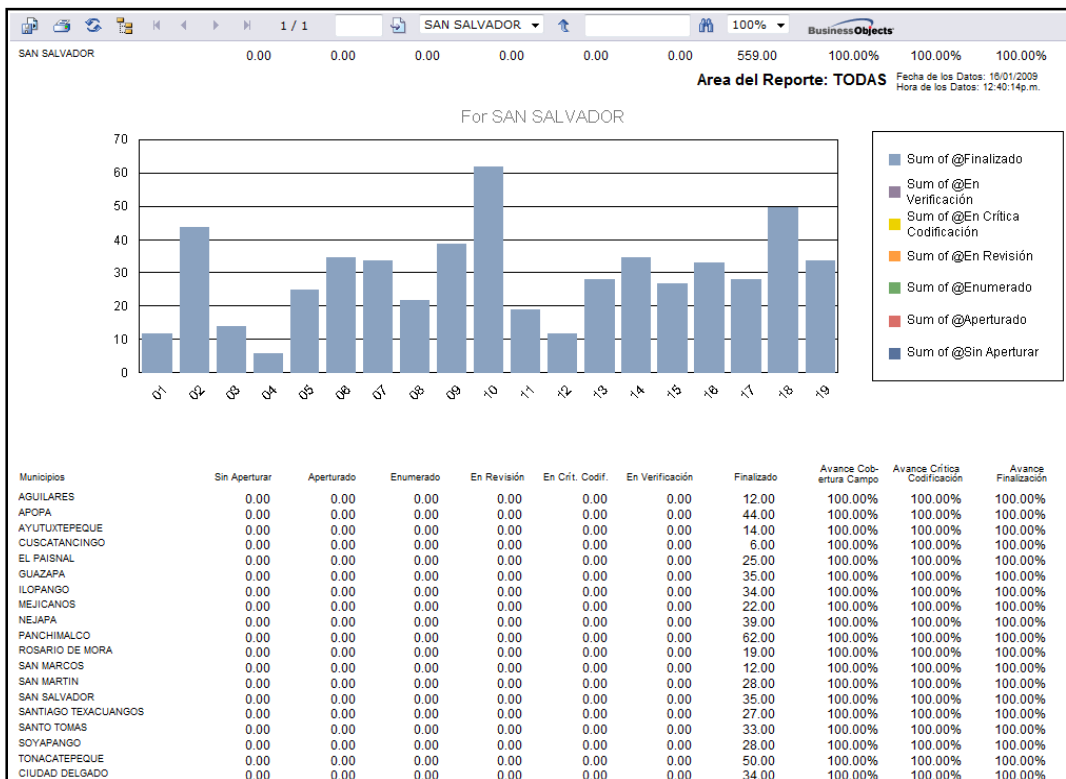 1 / 1 SAN SALVADOR 100% BusinessObjects
SAN SALVADOR 0.00 0.00 0.00 0.00 0.00 0.00 559.00 100.00% 100.00% 100.00%
Area del Reporte: TODAS Fecha de los Datos: 16/01/2009
Hora de los Datos: 12:40:14p.m.
For SAN SALVADOR
70
60
50
40
30
20
10
0
01 02 03 04 05 06 07 08 09 10 11 12 13 14 15 16 17 18 19
Sum of @Finalizado
Sum of @En
Verificación
Sum of @En Crítica
Codificación
Sum of @En Revisión
Sum of @Enumerado
Sum of @Aperturado
Sum of @Sin Aperturar
Municipios Sin Aperturar Aperturado Enumerado En Revisión En Crít. Codif. En Verificación Finalizado Avance Cob-
ertura Campo Avance Crítica
Codificación Avance
Finalización
AGUILARES 0.00 0.00 0.00 0.00 0.00 0.00 12.00 100.00% 100.00% 100.00%
APOPA 0.00 0.00 0.00 0.00 0.00 0.00 44.00 100.00% 100.00% 100.00%
AYUTUXTEPEQUE 0.00 0.00 0.00 0.00 0.00 0.00 14.00 100.00% 100.00% 100.00%
CUSCATANCINGO 0.00 0.00 0.00 0.00 0.00 0.00 6.00 100.00% 100.00% 100.00%
EL PAISNAL 0.00 0.00 0.00 0.00 0.00 0.00 25.00 100.00% 100.00% 100.00%
GUAZAPA 0.00 0.00 0.00 0.00 0.00 0.00 35.00 100.00% 100.00% 100.00%
ILOPANGO 0.00 0.00 0.00 0.00 0.00 0.00 34.00 100.00% 100.00% 100.00%
MEJICANOS 0.00 0.00 0.00 0.00 0.00 0.00 22.00 100.00% 100.00% 100.00%
NEJAPA 0.00 0.00 0.00 0.00 0.00 0.00 39.00 100.00% 100.00% 100.00%
PANCHIMALCO 0.00 0.00 0.00 0.00 0.00 0.00 62.00 100.00% 100.00% 100.00%
ROSARIO DE MORA 0.00 0.00 0.00 0.00 0.00 0.00 19.00 100.00% 100.00% 100.00%
SAN MARCOS 0.00 0.00 0.00 0.00 0.00 0.00 12.00 100.00% 100.00% 100.00%
SAN MARTIN 0.00 0.00 0.00 0.00 0.00 0.00 28.00 100.00% 100.00% 100.00%
SAN SALVADOR 0.00 0.00 0.00 0.00 0.00 0.00 35.00 100.00% 100.00% 100.00%
SANTIAGO TEXACUANGOS 0.00 0.00 0.00 0.00 0.00 0.00 27.00 100.00% 100.00% 100.00%
SANTO TOMAS 0.00 0.00 0.00 0.00 0.00 0.00 33.00 100.00% 100.00% 100.00%
SOYAPANGO 0.00 0.00 0.00 0.00 0.00 0.00 28.00 100.00% 100.00% 100.00%
TONACATEPEQUE 0.00 0.00 0.00 0.00 0.00 0.00 50.00 100.00% 100.00% 100.00%
CIUDAD DELGADO 0.00 0.00 0.00 0.00 0.00 0.00 34.00 100.00% 100.00% 100.00%